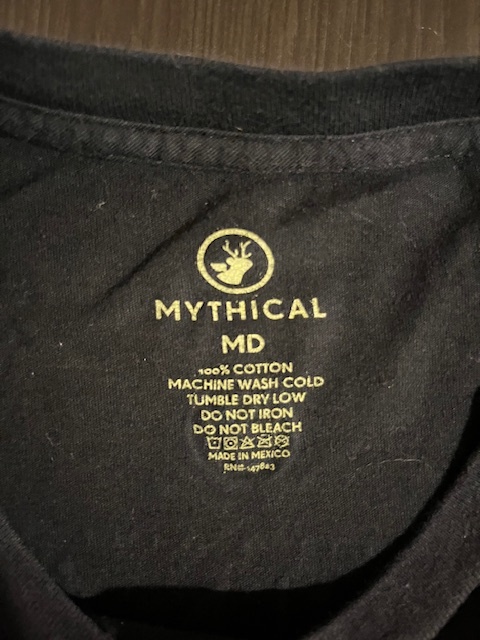 MYTHICAL
MD
100% COTTON
MACHINE WASH COLD
TUMBLE DRY LOW
DO NOT IRON
DO NOT BLEACH
MADE IN MEXICO